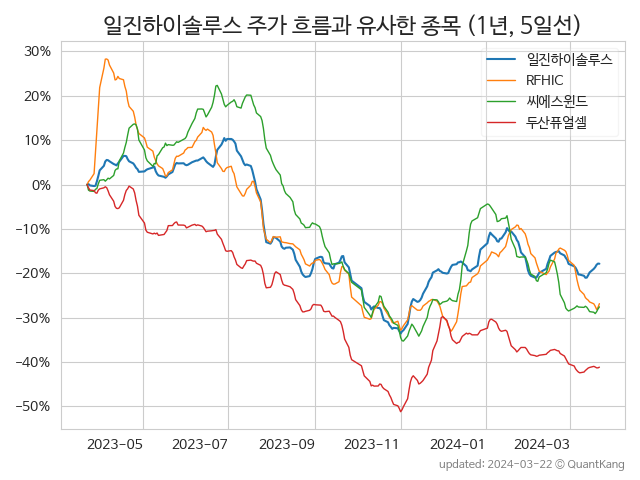 일진하이솔루스 주가 흐름과 유사한 종목 (1년, 5일선)
일진하이솔루스
RFHIC
씨에스윈드
두산퓨얼셀
30%
20%
10%
0%
−10%
−20%
−30%
−40%
−50%
2023-05
2023-07
2023-09
2023-11
2024-01
2024-03
updated: 2024-03-22 © QuantKang